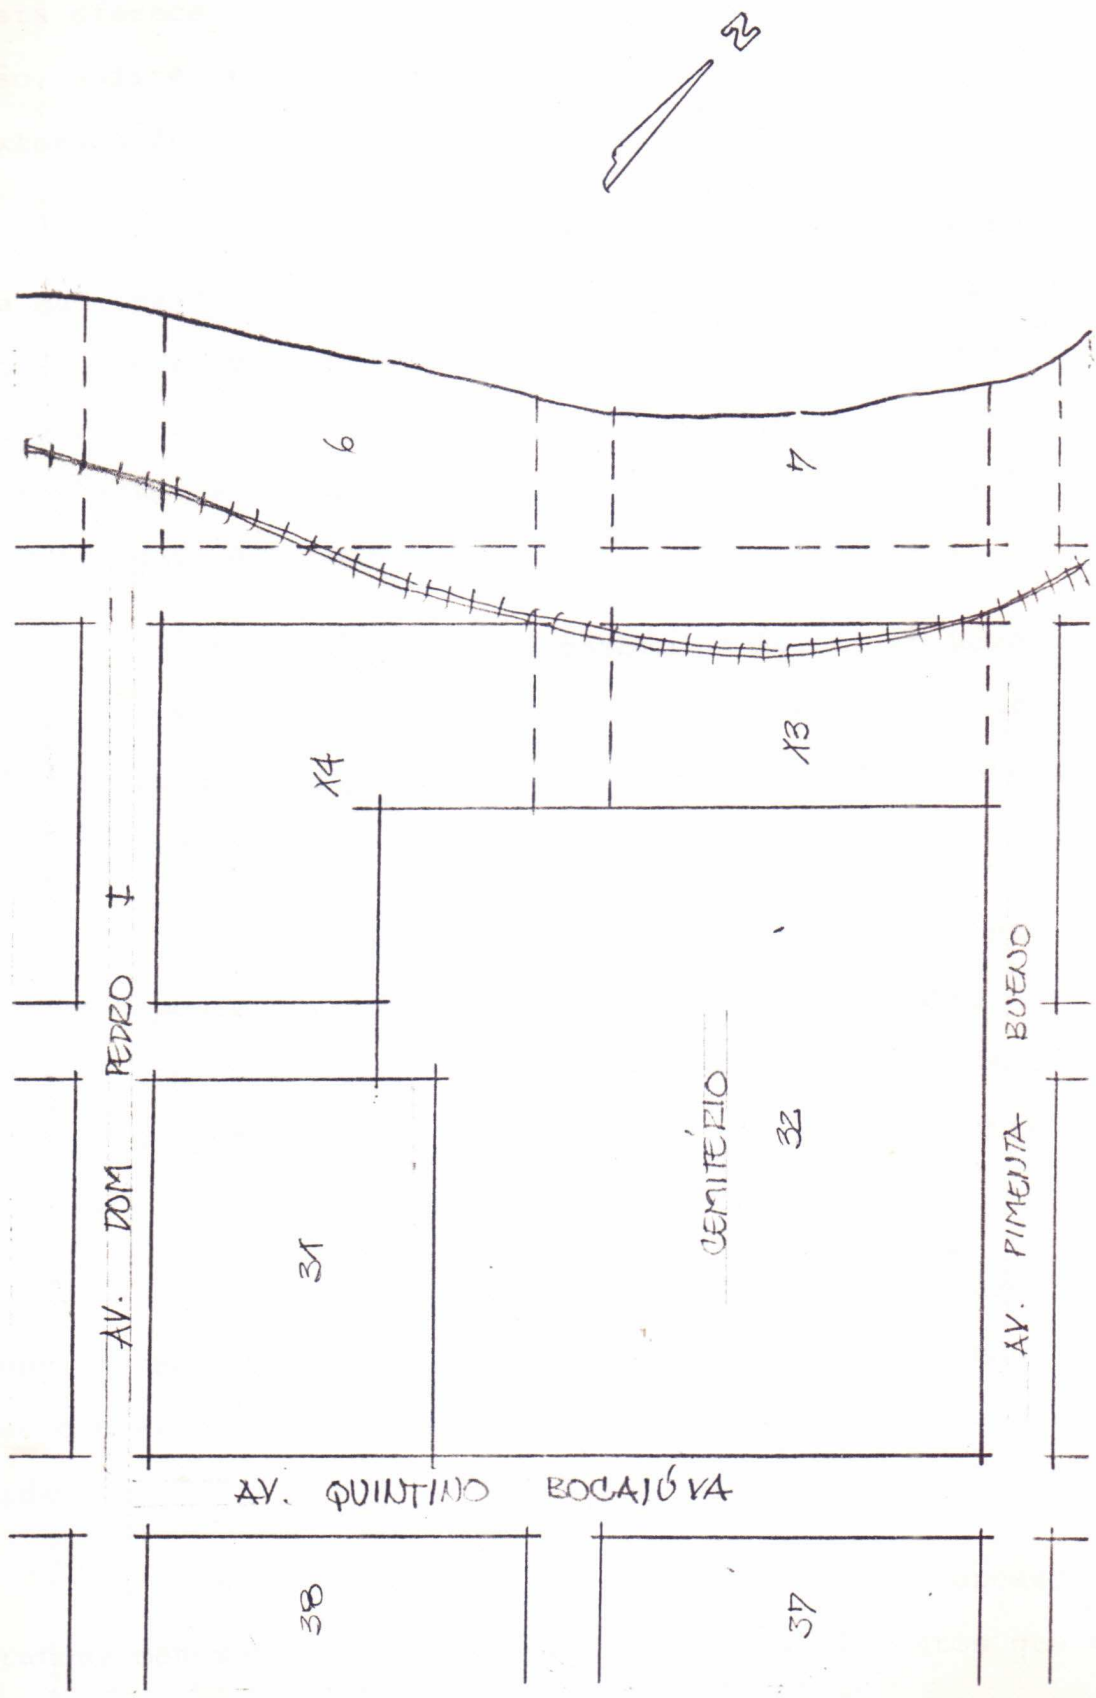 N
6
7
14
13
AV. DOM PEDRO I
CEMITÉRIO
32
AV. PIMENTA BUENO
31
AV. QUINTINO BOCAIÚVA
38
37